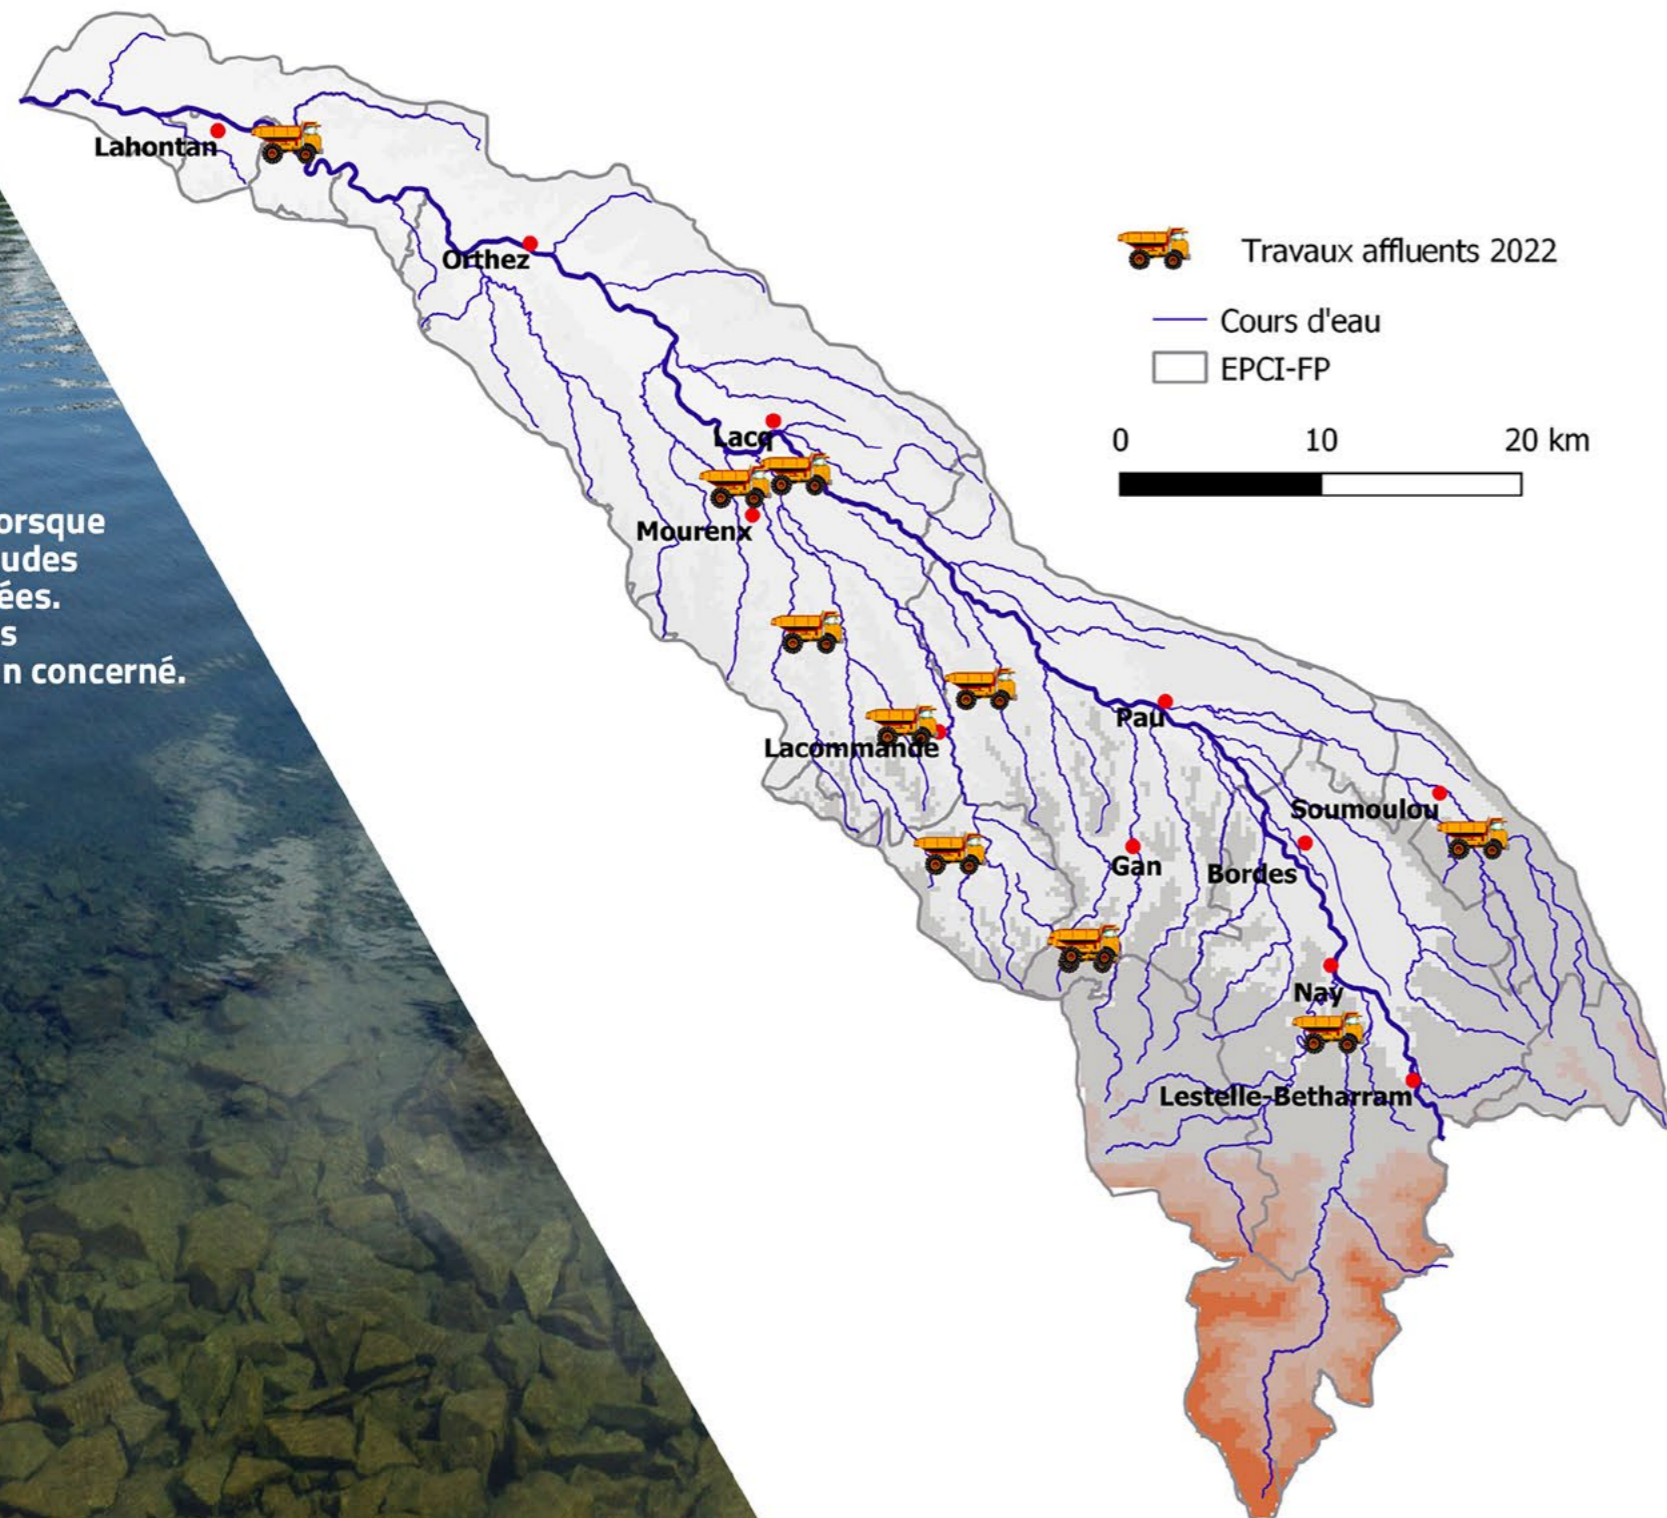 Lahontan
Orthez
Travaux affluents 2022
Cours d'eau
EPCI-FP
0 10 20 km
Lacq
Mourenx
orsque
udes
ées.
s
n concerné.
Pau
Lacommande
Soumoulou
Gan
Bordes
Nay
Lestelle-Betharram